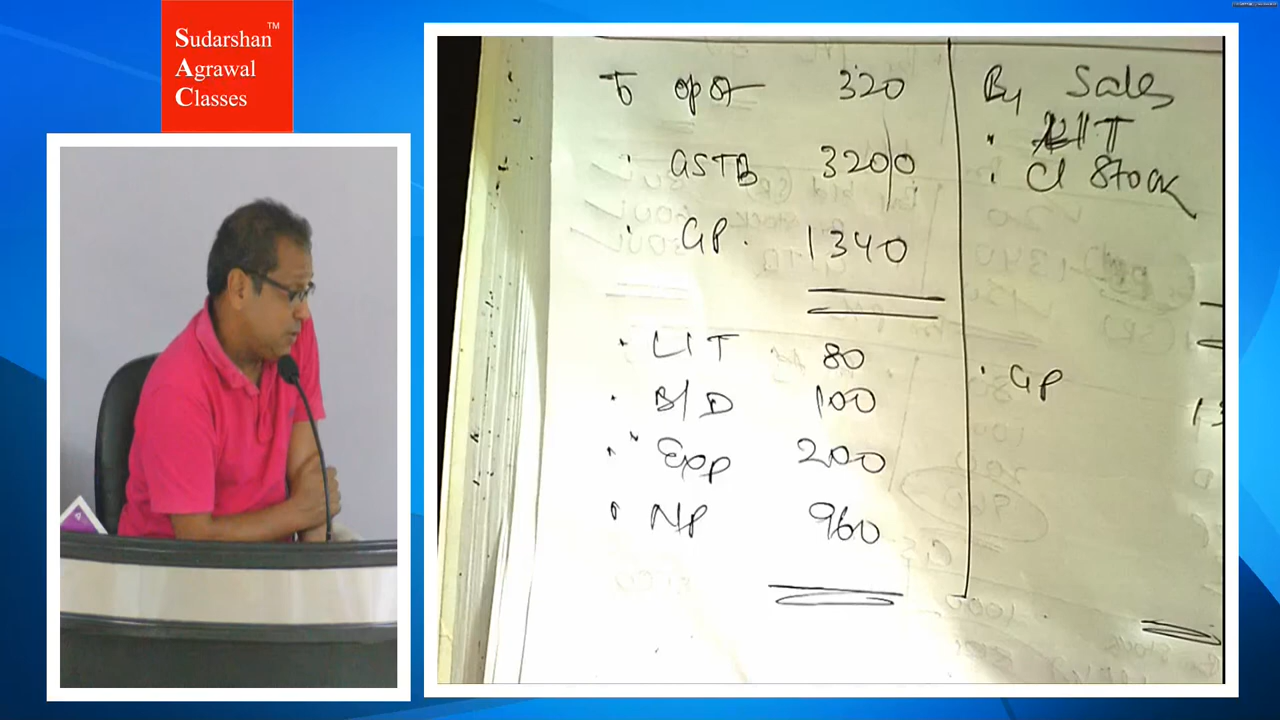 Sudarshan™
Agrawal
Classes
To op st 320
" GSTB 3200
" GP. 1340
" LIT 80
" B/D 100
" Exp 200
" NP 960
By Sales
" Cl Stock
" GP